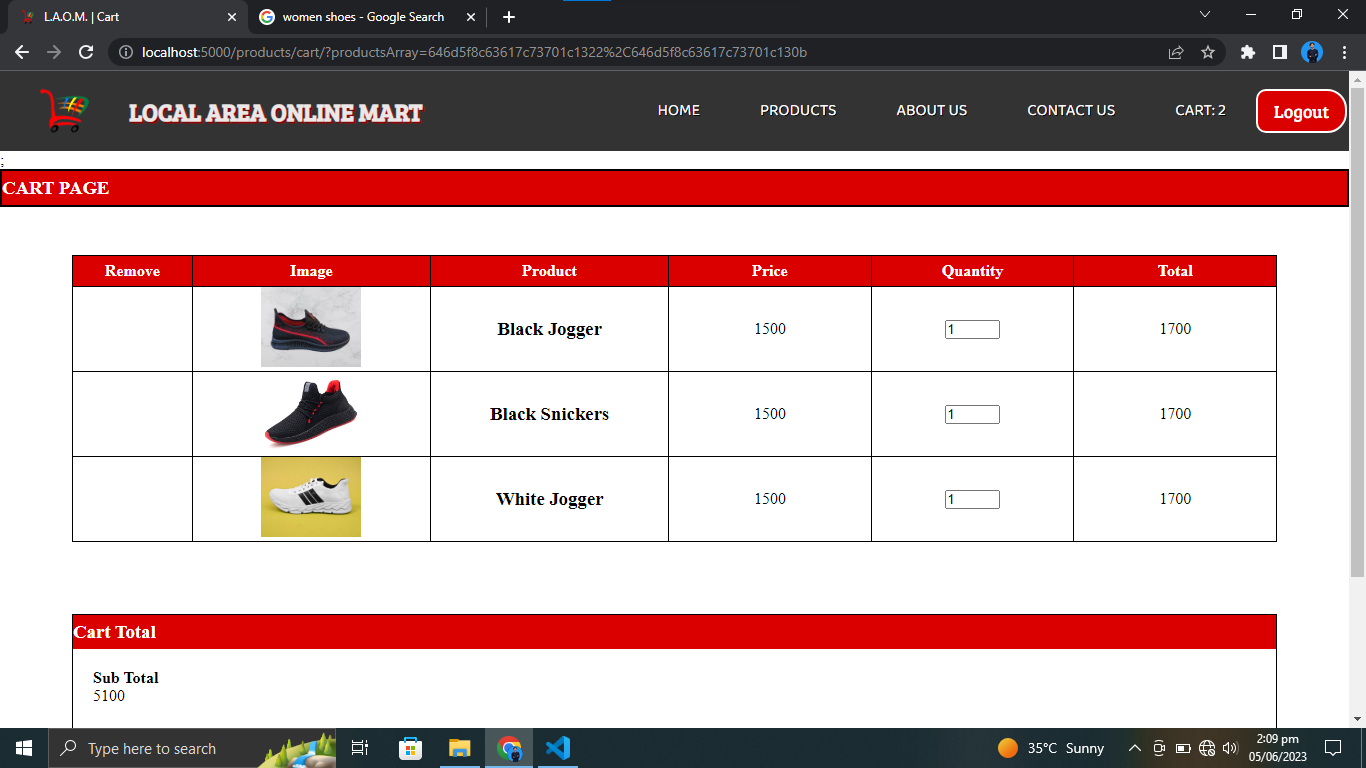 L.A.O.M. | Cart
women shoes - Google Search
localhost:5000/products/cart/?productsArray=646d5f8c63617c73701c1322%2C646d5f8c63617c73701c130b
LOCAL AREA ONLINE MART HOME PRODUCTS ABOUT US CONTACT US CART: 2 Logout
;
CART PAGE
Remove Image Product Price Quantity Total
Black Jogger 1500 1 1700
Black Snickers 1500 1 1700
White Jogger 1500 1 1700
Cart Total
Sub Total
5100
Type here to search 35°C Sunny
2:09 pm
05/06/2023